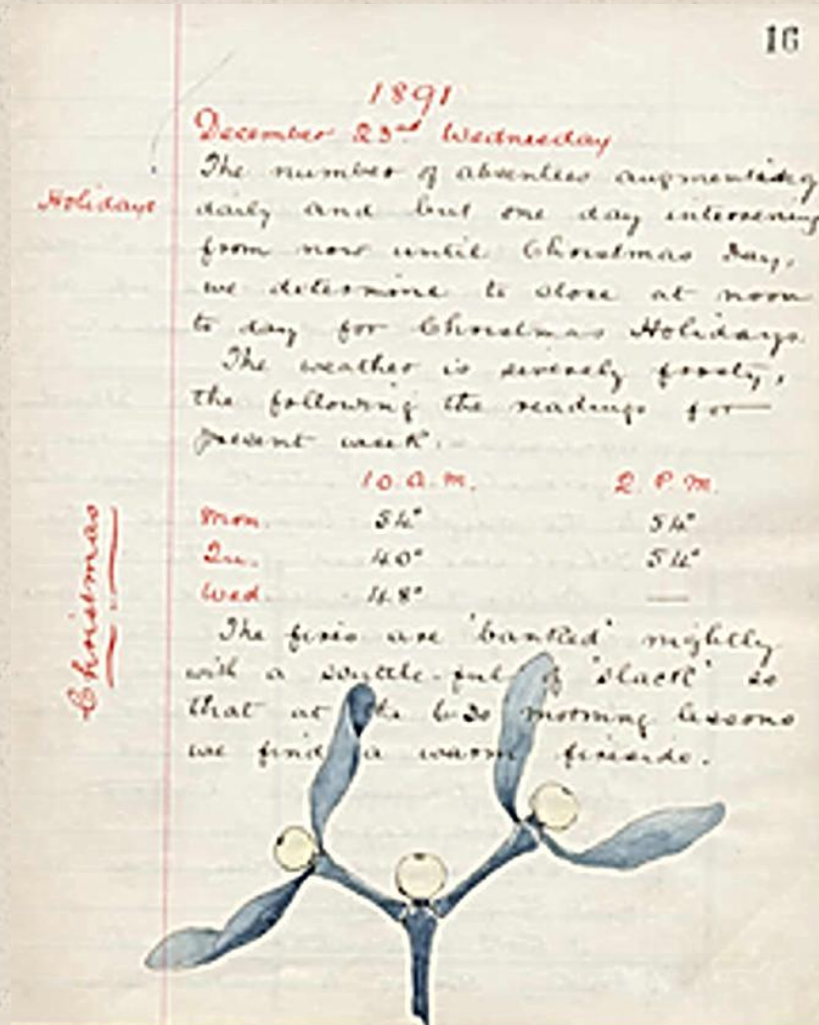 16
1891
December 23rd Wednesday
The number of absentees augmenting
Holidays
daily and but one day intervening
from now until Christmas Day,
we determine to close at noon
to day for Christmas Holidays.
The weather is severely frosty,
the following the readings for
present week.
10 A.M. 2 P.M.
Mon. 54° 54°
Tu. 40° 54°
Wed. 48° —
Christmas
The fires are 'banked' nightly
with a scuttle-ful of 'slack' so
that at the 6.30 morning lessons
we find a warm fireside.